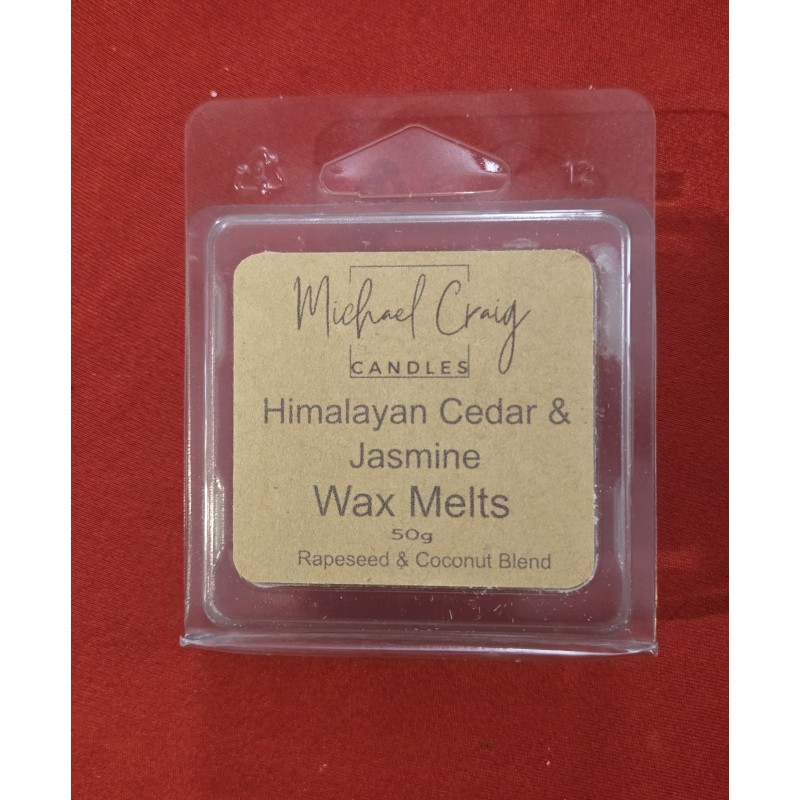 Michael Craig
CANDLES
Himalayan Cedar &
Jasmine
Wax Melts
50g
Rapeseed & Coconut Blend